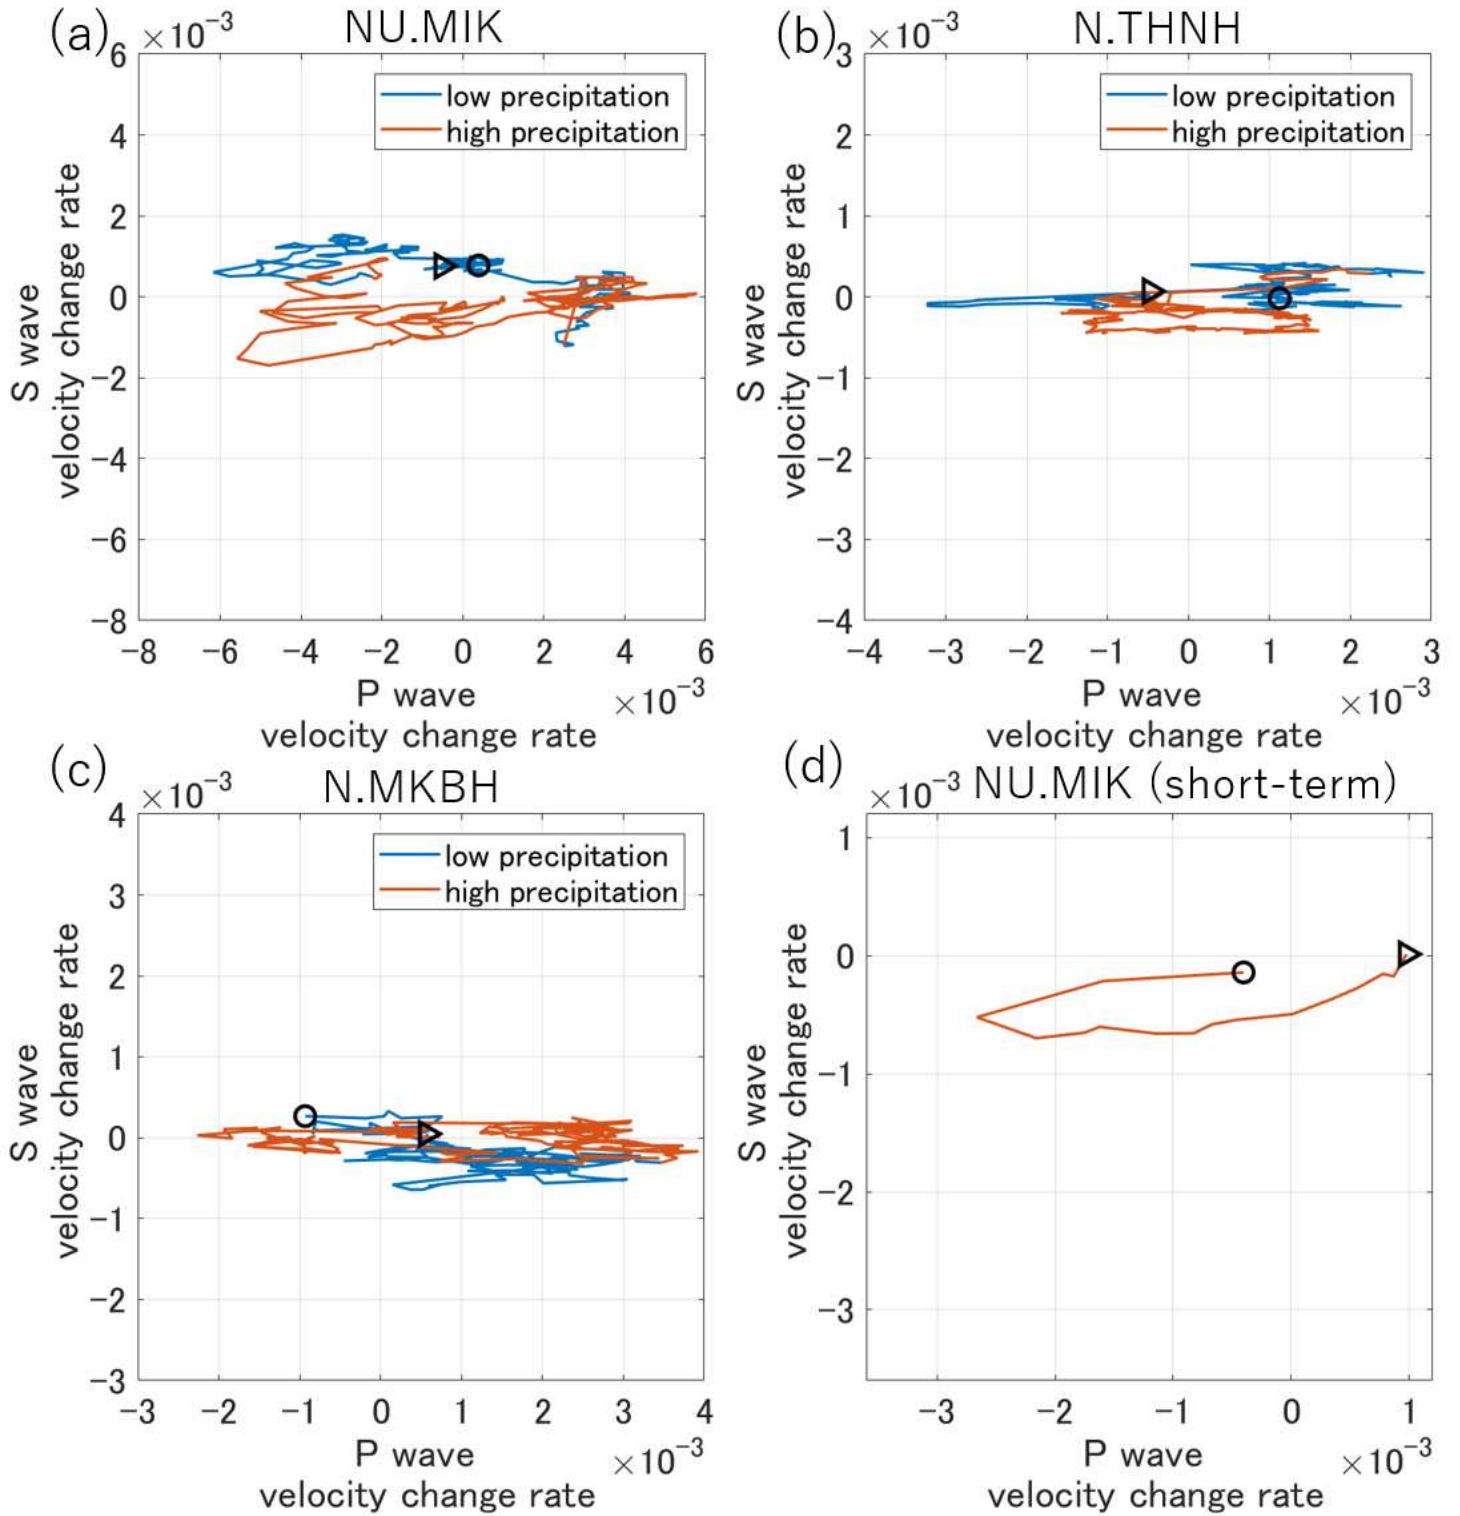 (a)
×10⁻³
NU.MIK
low precipitation
high precipitation
6
4
2
0
−2
−4
−6
−8
S wave
velocity change rate
−8 −6 −4 −2 0 2 4 6
P wave
×10⁻³
velocity change rate
(b)
×10⁻³
N.THNH
low precipitation
high precipitation
3
2
1
0
−1
−2
−3
−4
S wave
velocity change rate
−4 −3 −2 −1 0 1 2 3
P wave
×10⁻³
velocity change rate
(c)
×10⁻³
N.MKBH
low precipitation
high precipitation
4
3
2
1
0
−1
−2
−3
S wave
velocity change rate
−3 −2 −1 0 1 2 3 4
P wave
×10⁻³
velocity change rate
(d)
×10⁻³
NU.MIK (short-term)
1
0
−1
−2
−3
S wave
velocity change rate
−3 −2 −1 0 1
P wave
×10⁻³
velocity change rate